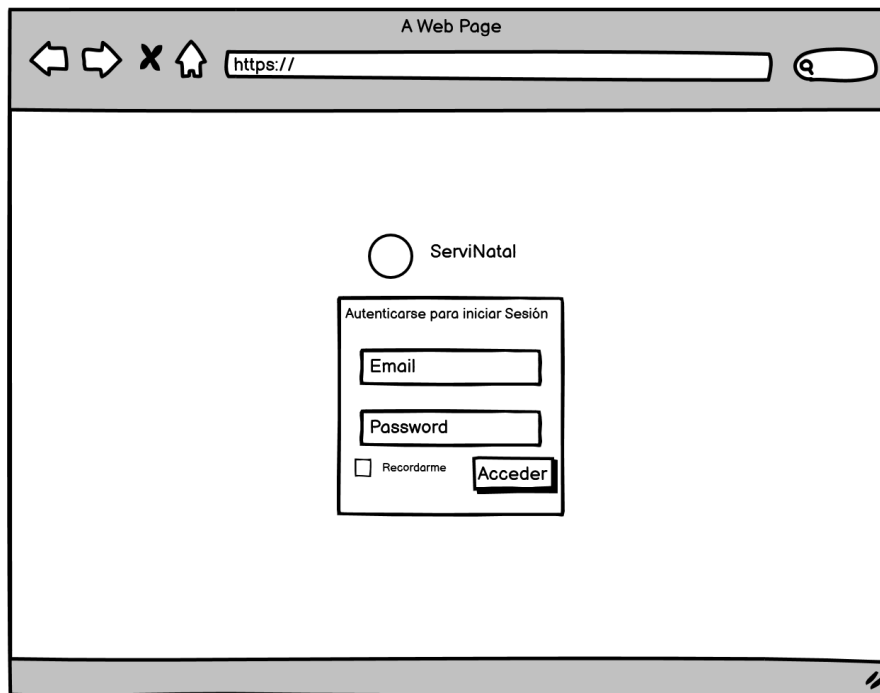 A Web Page
https://
ServiNatal
Autenticarse para iniciar Sesión
Email
Password
Recordarme
Acceder